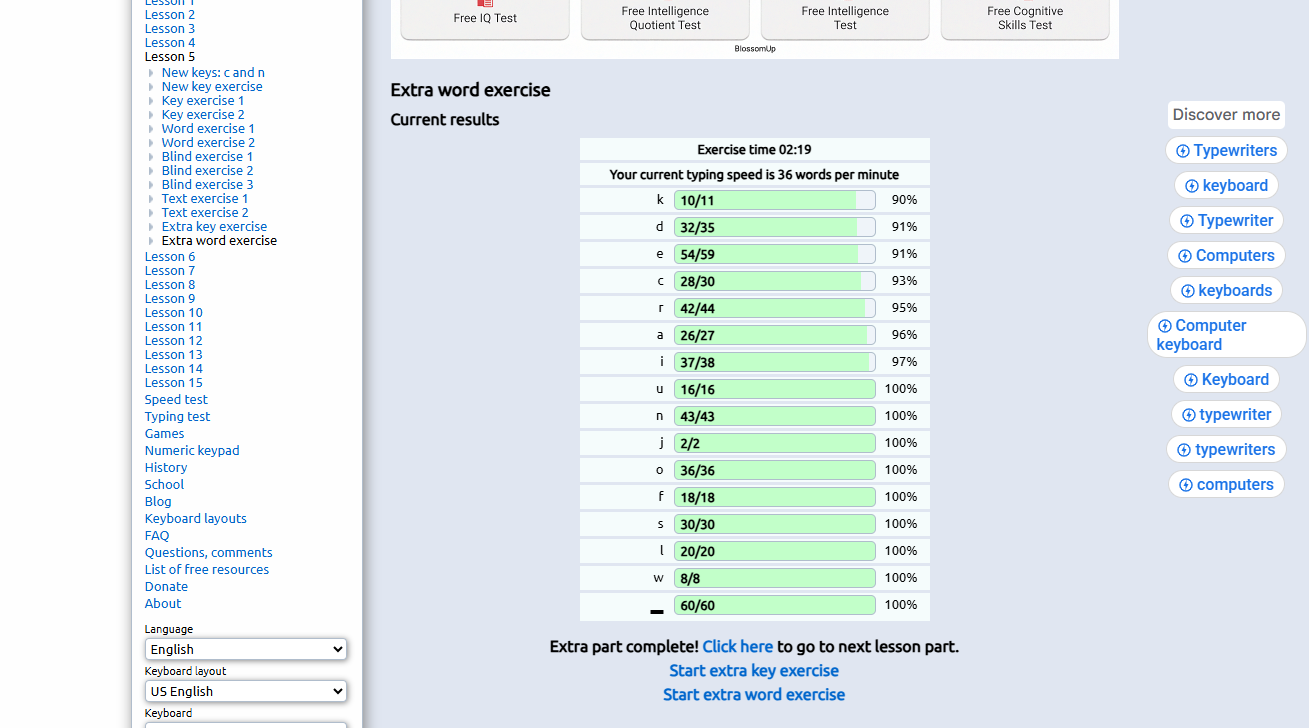 Lesson 1
Lesson 2
Lesson 3
Lesson 4
Lesson 5
New keys: c and n
New key exercise
Key exercise 1
Key exercise 2
Word exercise 1
Word exercise 2
Blind exercise 1
Blind exercise 2
Blind exercise 3
Text exercise 1
Text exercise 2
Extra key exercise
Extra word exercise
Lesson 6
Lesson 7
Lesson 8
Lesson 9
Lesson 10
Lesson 11
Lesson 12
Lesson 13
Lesson 14
Lesson 15
Speed test
Typing test
Games
Numeric keypad
History
School
Blog
Keyboard layouts
FAQ
Questions, comments
List of free resources
Donate
About
Language
English
Keyboard layout
US English
Keyboard
Free IQ Test
Free Intelligence
Quotient Test
Free Intelligence
Test
Free Cognitive
Skills Test
BlossomUp
Extra word exercise
Current results
Exercise time 02:19
Your current typing speed is 36 words per minute
k 10/11 90%
d 32/35 91%
e 54/59 91%
c 28/30 93%
r 42/44 95%
a 26/27 96%
i 37/38 97%
u 16/16 100%
n 43/43 100%
j 2/2 100%
o 36/36 100%
f 18/18 100%
s 30/30 100%
l 20/20 100%
w 8/8 100%
▂ 60/60 100%
Extra part complete! Click here to go to next lesson part.
Start extra key exercise
Start extra word exercise
Discover more
Typewriters
keyboard
Typewriter
Computers
keyboards
Computer
keyboard
Keyboard
typewriter
typewriters
computers